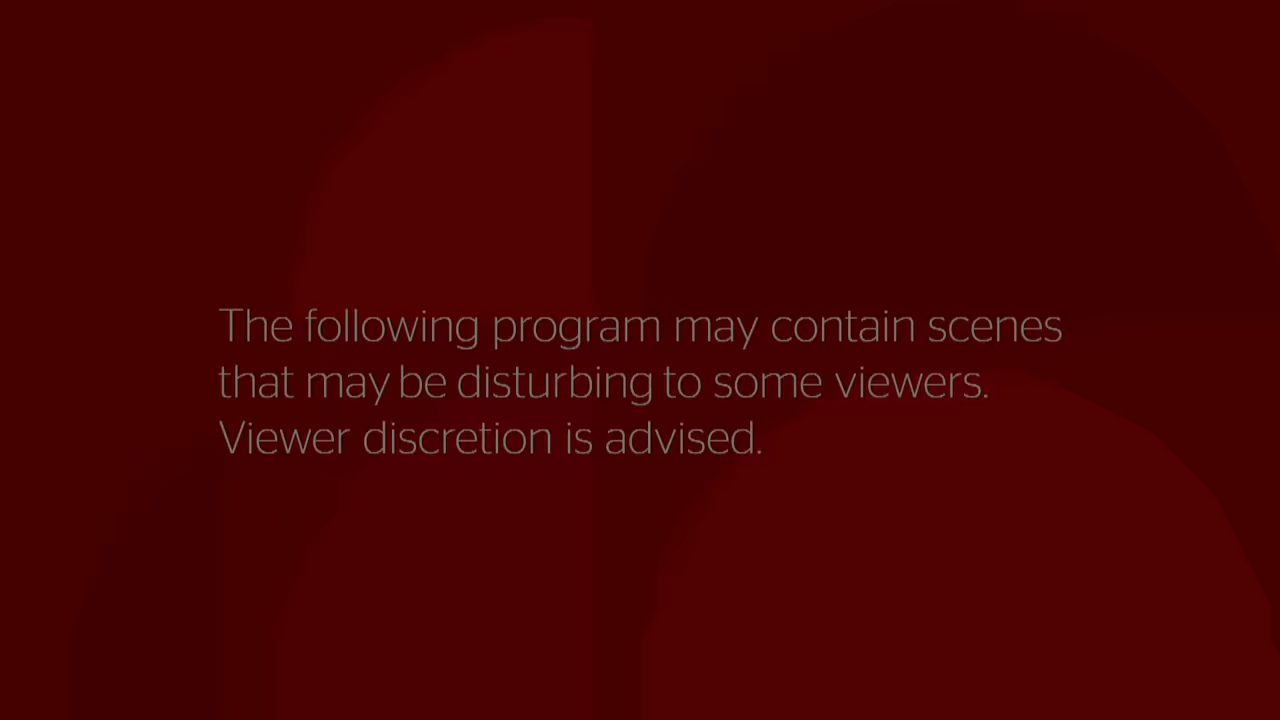 The following program may contain scenes
that may be disturbing to some viewers.
Viewer discretion is advised.